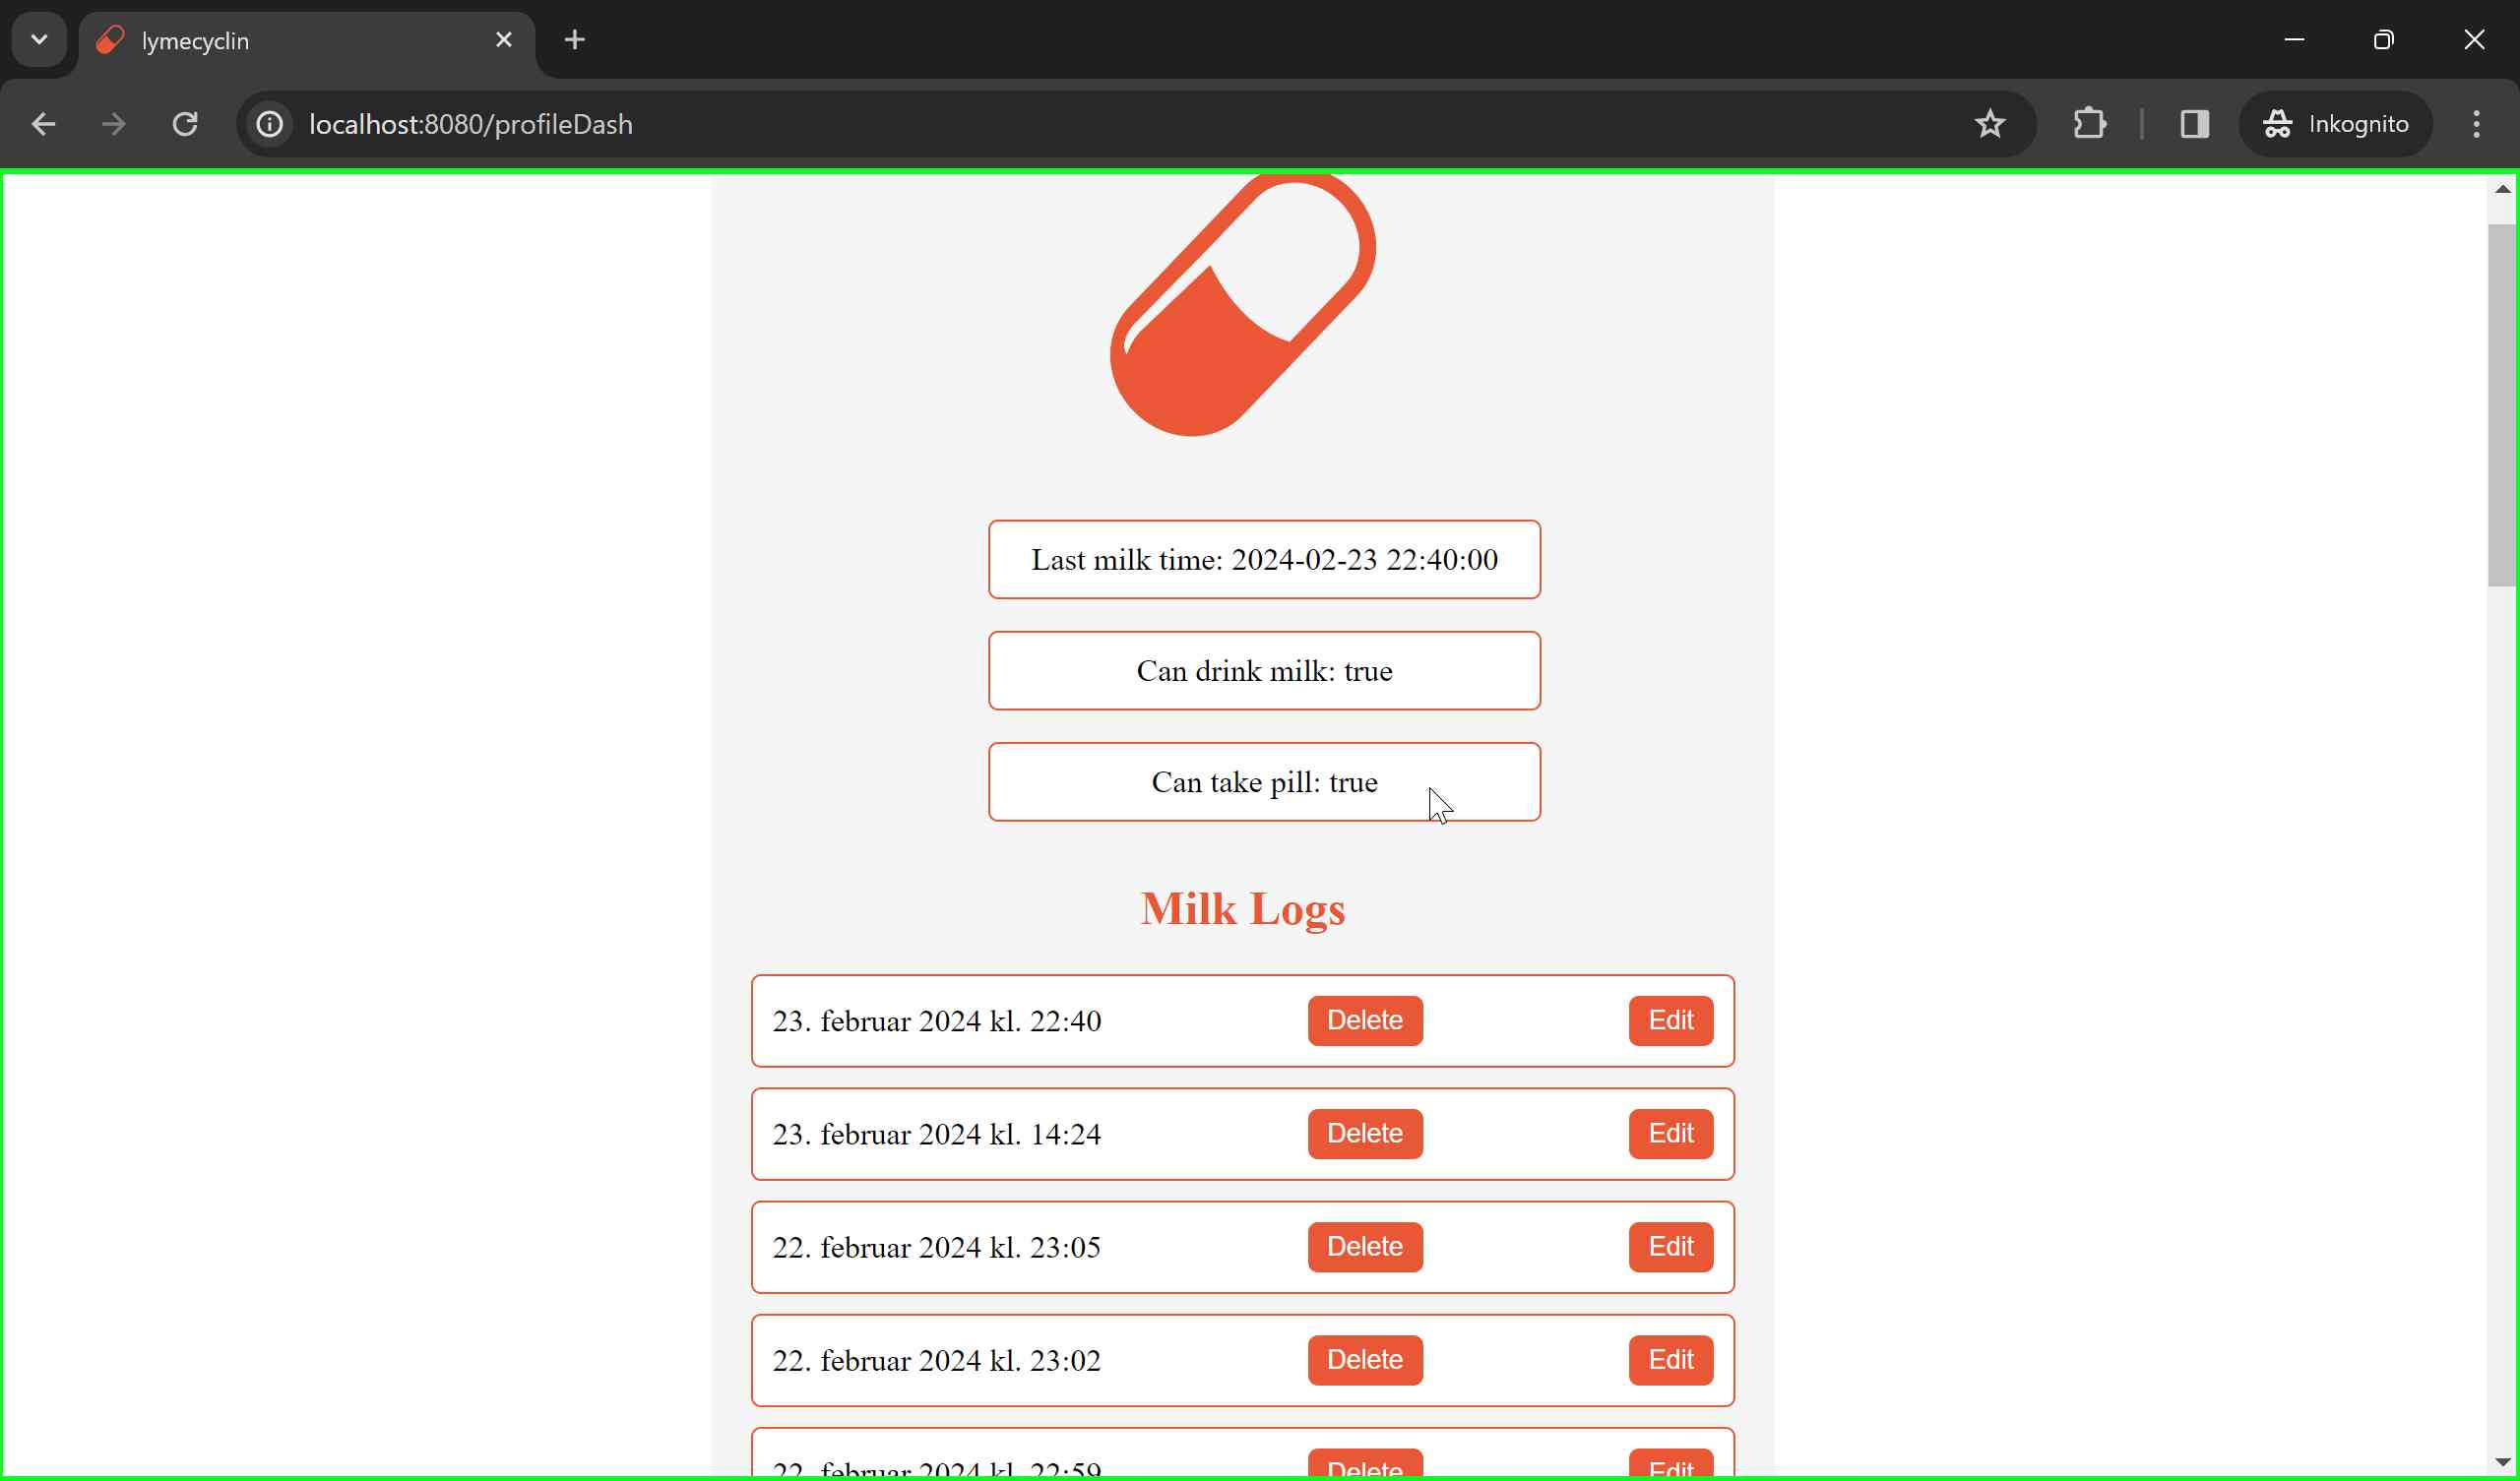 lymecyclin
localhost:8080/profileDash
Inkognito
Last milk time: 2024-02-23 22:40:00
Can drink milk: true
Can take pill: true
Milk Logs
23. februar 2024 kl. 22:40 Delete Edit
23. februar 2024 kl. 14:24 Delete Edit
22. februar 2024 kl. 23:05 Delete Edit
22. februar 2024 kl. 23:02 Delete Edit
22. februar 2024 kl. 22:59 Delete Edit